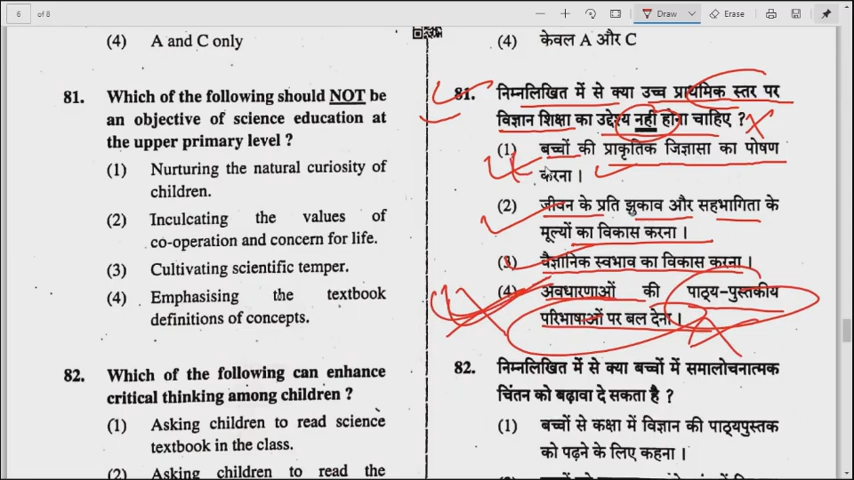 6 of 8
Draw
Erase
(4) A and C only
81. Which of the following should NOT be
an objective of science education at
the upper primary level ?
(1) Nurturing the natural curiosity of
children.
(2) Inculcating the values of
co-operation and concern for life.
(3) Cultivating scientific temper.
(4) Emphasising the textbook
definitions of concepts.
82. Which of the following can enhance
critical thinking among children ?
(1) Asking children to read science
textbook in the class.
(2) Asking children to read the
(4) केवल A और C
81. निम्नलिखित में से क्या उच्च प्राथमिक स्तर पर
विज्ञान शिक्षा का उद्देश्य नहीं होना चाहिए ?
(1) बच्चों की प्राकृतिक जिज्ञासा का पोषण
करना ।
(2) जीवन के प्रति झुकाव और सहभागिता के
मूल्यों का विकास करना ।
(3) वैज्ञानिक स्वभाव का विकास करना ।
(4) अवधारणाओं की पाठ्य-पुस्तकीय
परिभाषाओं पर बल देना ।
82. निम्नलिखित में से क्या बच्चों में समालोचनात्मक
चिंतन को बढ़ावा दे सकता है ?
(1) बच्चों से कक्षा में विज्ञान की पाठ्यपुस्तक
को पढ़ने के लिए कहना ।